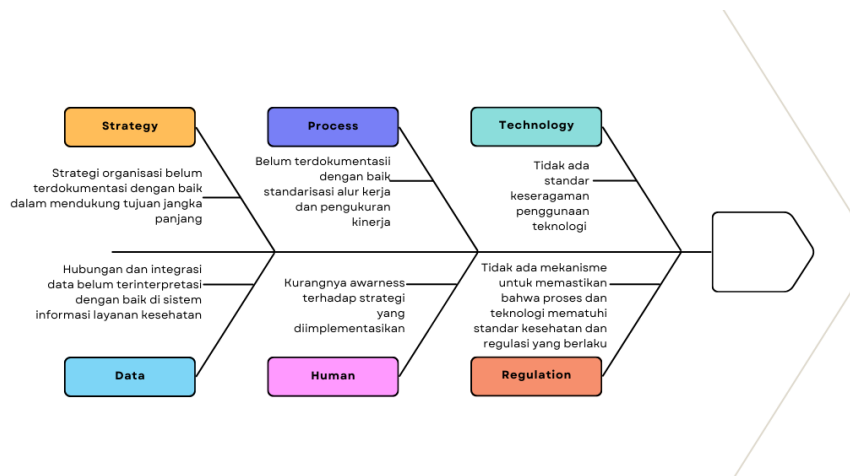 Strategy
Process
Technology
Strategi organisasi belum
terdokumentasi dengan baik
dalam mendukung tujuan jangka
panjang
Belum terdokumentasii
dengan baik
standarisasi alur kerja
dan pengukuran
kinerja
Tidak ada
standar
keseragaman
penggunaan
teknologi
Hubungan dan integrasi
data belum terinterpretasi
dengan baik di sistem
informasi layanan kesehatan
Kurangnya awarness
terhadap strategi
yang
diimplementasikan
Tidak ada mekanisme
untuk memastikan
bahwa proses dan
teknologi mematuhi
standar kesehatan dan
regulasi yang berlaku
Data
Human
Regulation